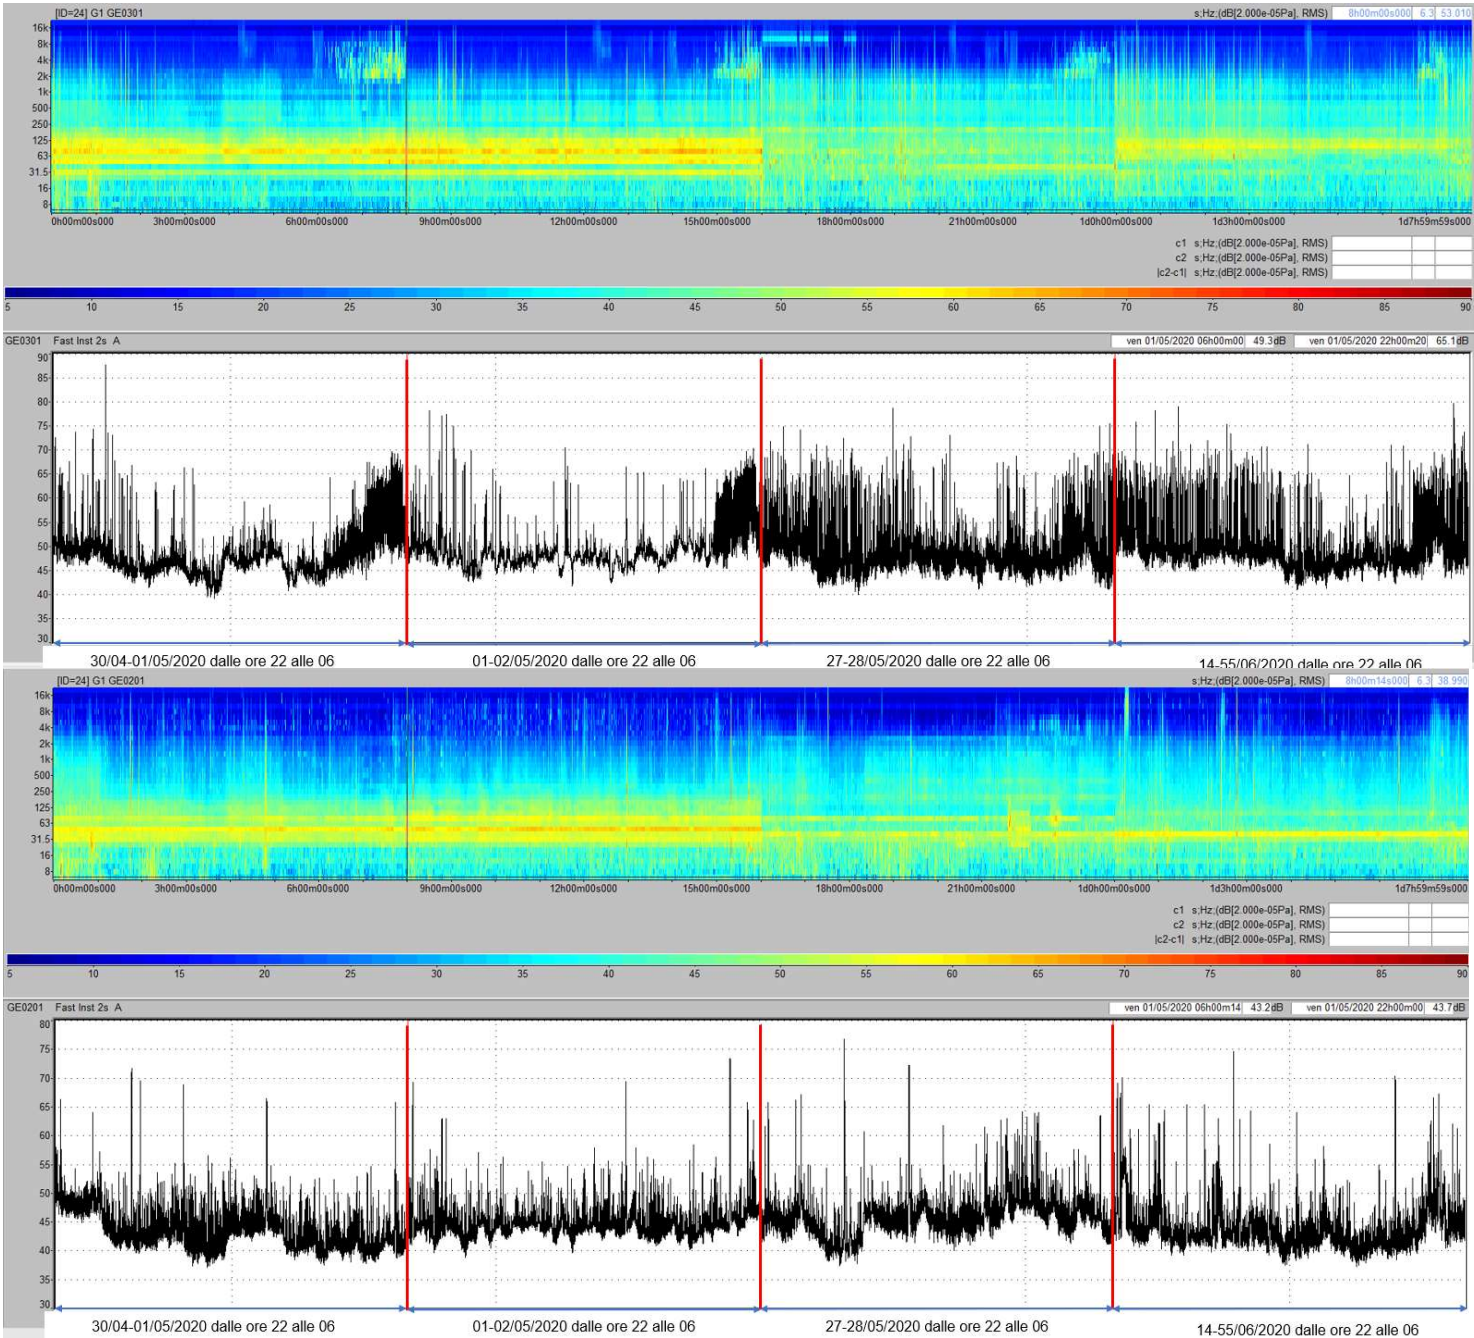 [ID=24] G1 GE0301 s;Hz;(dB[2.000e-05Pa], RMS) 8h00m00s000 6.3 53.010
16k
8k
4k
2k
1k
500
250
125
63
31.5
16
8
0h00m00s000 3h00m00s000 6h00m00s000 9h00m00s000 12h00m00s000 15h00m00s000 18h00m00s000 21h00m00s000 1d0h00m00s000 1d3h00m00s000 1d7h59m59s000
c1 s;Hz;(dB[2.000e-05Pa], RMS)
c2 s;Hz;(dB[2.000e-05Pa], RMS)
|c2-c1| s;Hz;(dB[2.000e-05Pa], RMS)
5 10 15 20 25 30 35 40 45 50 55 60 65 70 75 80 85 90
GE0301 Fast Inst 2s A ven 01/05/2020 06h00m00 49.3dB ven 01/05/2020 22h00m20 65.1dB
90
85
80
75
70
65
60
55
50
45
40
35
30
30/04-01/05/2020 dalle ore 22 alle 06 01-02/05/2020 dalle ore 22 alle 06 27-28/05/2020 dalle ore 22 alle 06 14-55/06/2020 dalle ore 22 alle 06
[ID=24] G1 GE0201 s;Hz;(dB[2.000e-05Pa], RMS) 8h00m14s000 6.3 38.990
16k
8k
4k
2k
1k
500
250
125
63
31.5
16
8
0h00m00s000 3h00m00s000 6h00m00s000 9h00m00s000 12h00m00s000 15h00m00s000 18h00m00s000 21h00m00s000 1d0h00m00s000 1d3h00m00s000 1d7h59m59s000
c1 s;Hz;(dB[2.000e-05Pa], RMS)
c2 s;Hz;(dB[2.000e-05Pa], RMS)
|c2-c1| s;Hz;(dB[2.000e-05Pa], RMS)
5 10 15 20 25 30 35 40 45 50 55 60 65 70 75 80 85 90
GE0201 Fast Inst 2s A ven 01/05/2020 06h00m14 43.2dB ven 01/05/2020 22h00m00 43.7dB
80
75
70
65
60
55
50
45
40
35
30
30/04-01/05/2020 dalle ore 22 alle 06 01-02/05/2020 dalle ore 22 alle 06 27-28/05/2020 dalle ore 22 alle 06 14-55/06/2020 dalle ore 22 alle 06